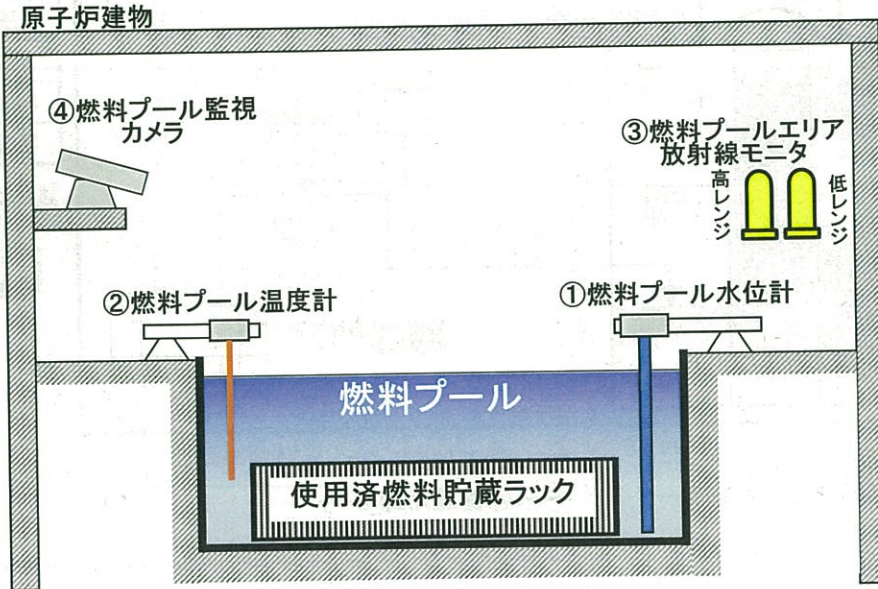 原子炉建物
④燃料プール監視
カメラ
③燃料プールエリア
放射線モニタ
高レンジ
低レンジ
②燃料プール温度計
①燃料プール水位計
燃料プール
使用済燃料貯蔵ラック